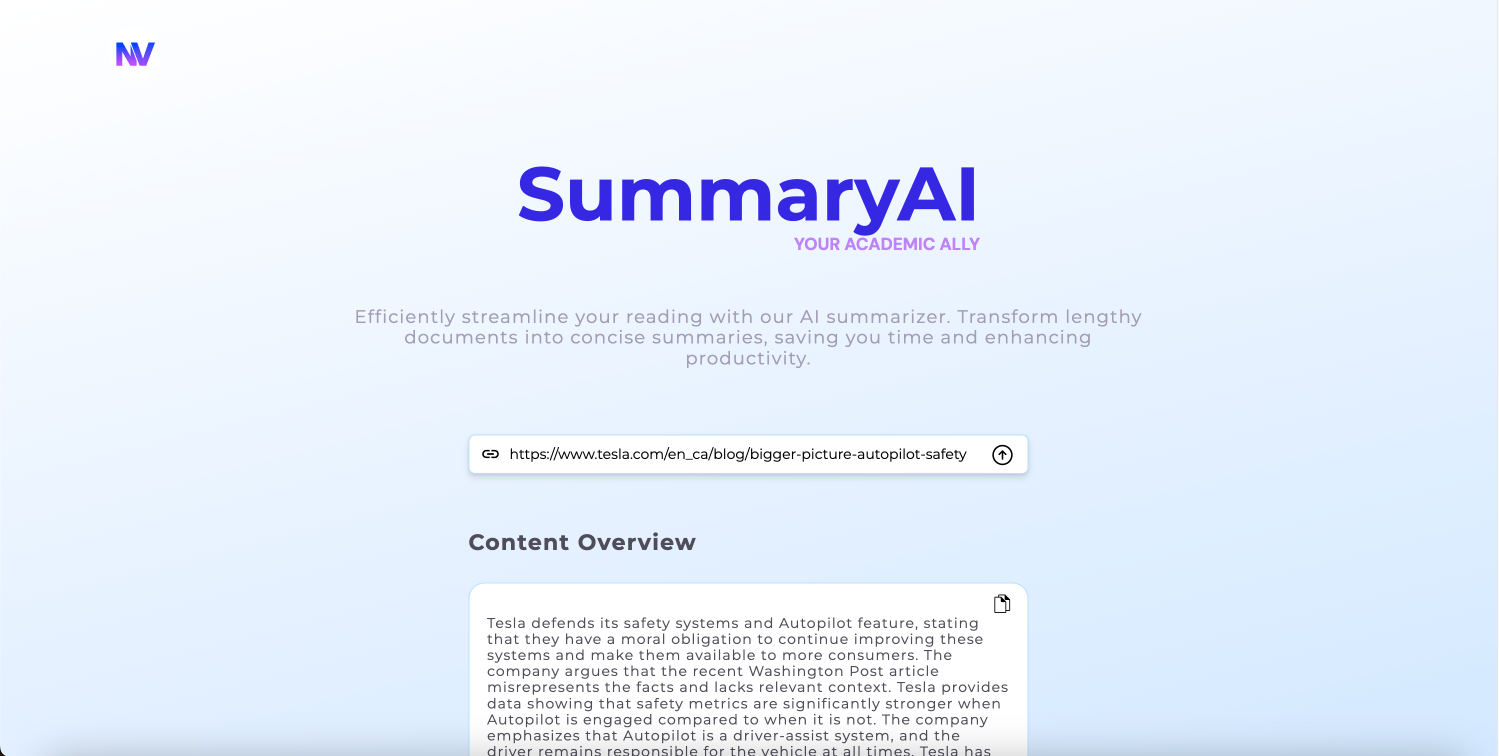 NV
SummaryAI
YOUR ACADEMIC ALLY
Efficiently streamline your reading with our AI summarizer. Transform lengthy
documents into concise summaries, saving you time and enhancing
productivity.
https://www.tesla.com/en_ca/blog/bigger-picture-autopilot-safety
Content Overview
Tesla defends its safety systems and Autopilot feature, stating
that they have a moral obligation to continue improving these
systems and make them available to more consumers. The
company argues that the recent Washington Post article
misrepresents the facts and lacks relevant context. Tesla provides
data showing that safety metrics are significantly stronger when
Autopilot is engaged compared to when it is not. The company
emphasizes that Autopilot is a driver-assist system, and the
driver remains responsible for the vehicle at all times. Tesla has